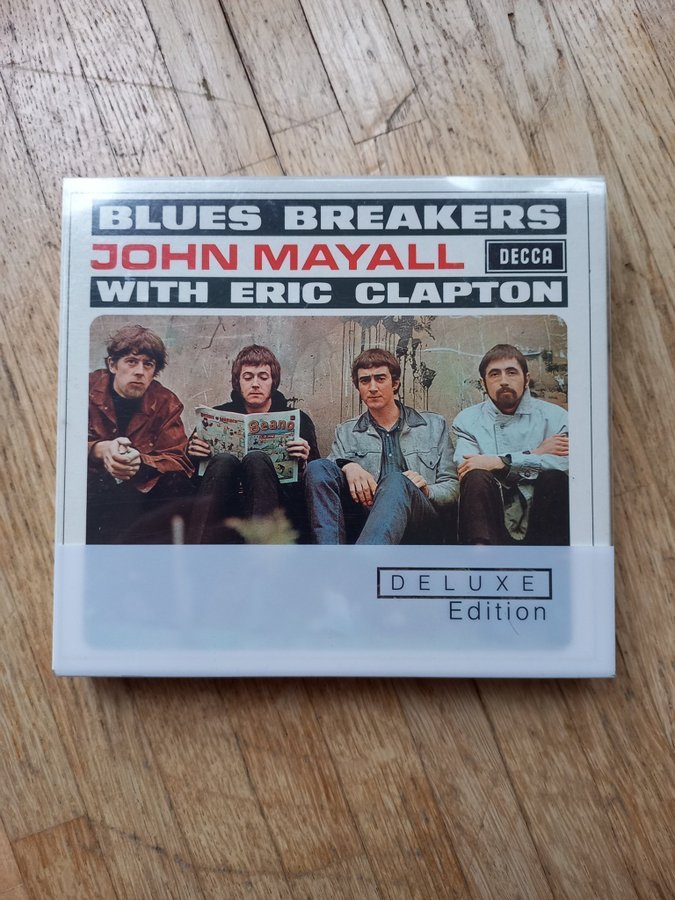 BLUES BREAKERS
JOHN MAYALL
DECCA
WITH ERIC CLAPTON
Beano
DELUXE
Edition